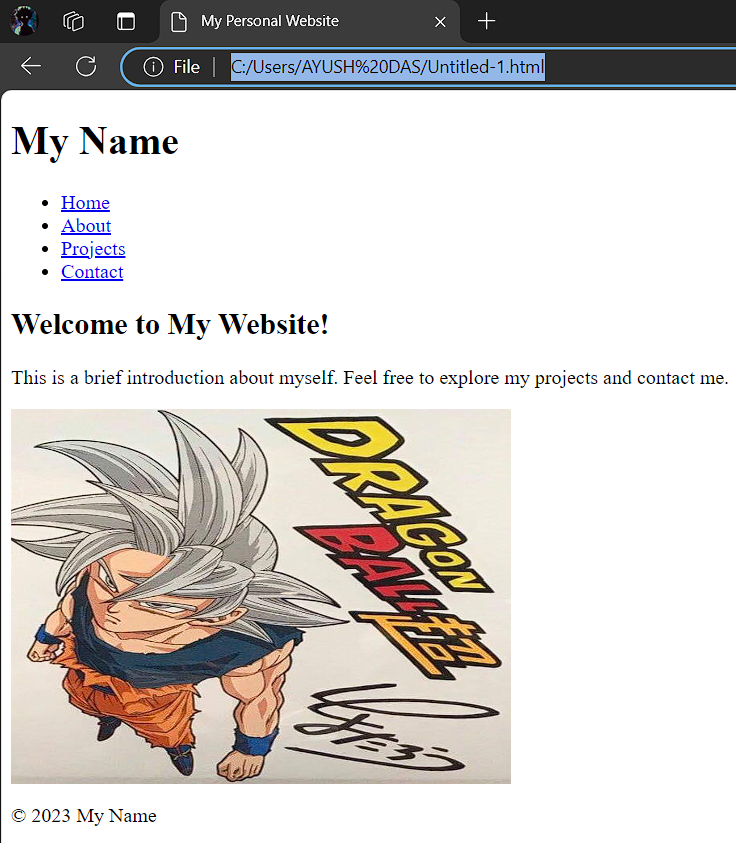 My Personal Website
File
C:/Users/AYUSH%20DAS/Untitled-1.html
My Name
Home
About
Projects
Contact
Welcome to My Website!
This is a brief introduction about myself. Feel free to explore my projects and contact me.
DRAGON
BALL超
© 2023 My Name